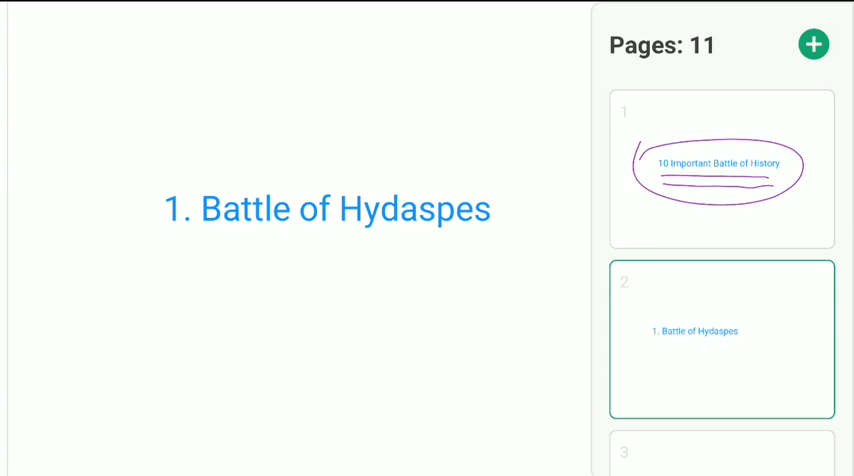 1. Battle of Hydaspes
Pages: 11
1
10 Important Battle of History
2
1. Battle of Hydaspes
3